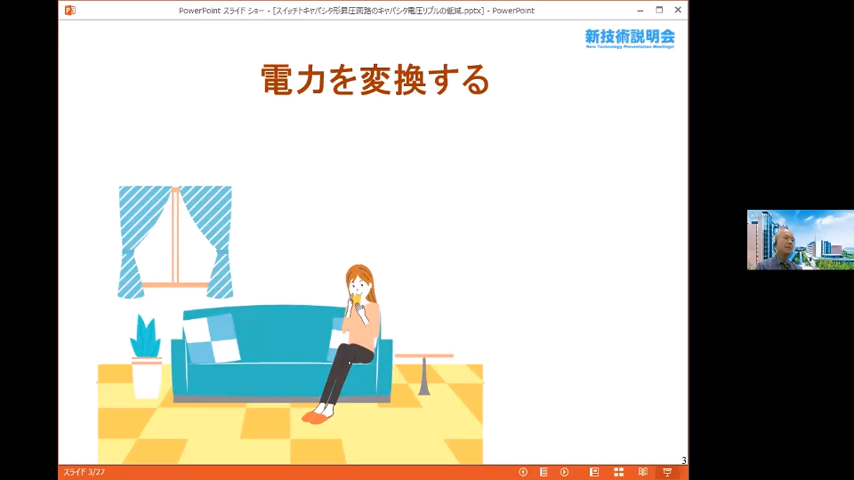 PowerPoint スライド ショー - [スイッチトキャパシタ形昇圧回路のキャパシタ電圧リプルの低減.pptx] - PowerPoint
新技術説明会
New Technology Presentation Meetings!
電力を変換する
3
スライド 3/27